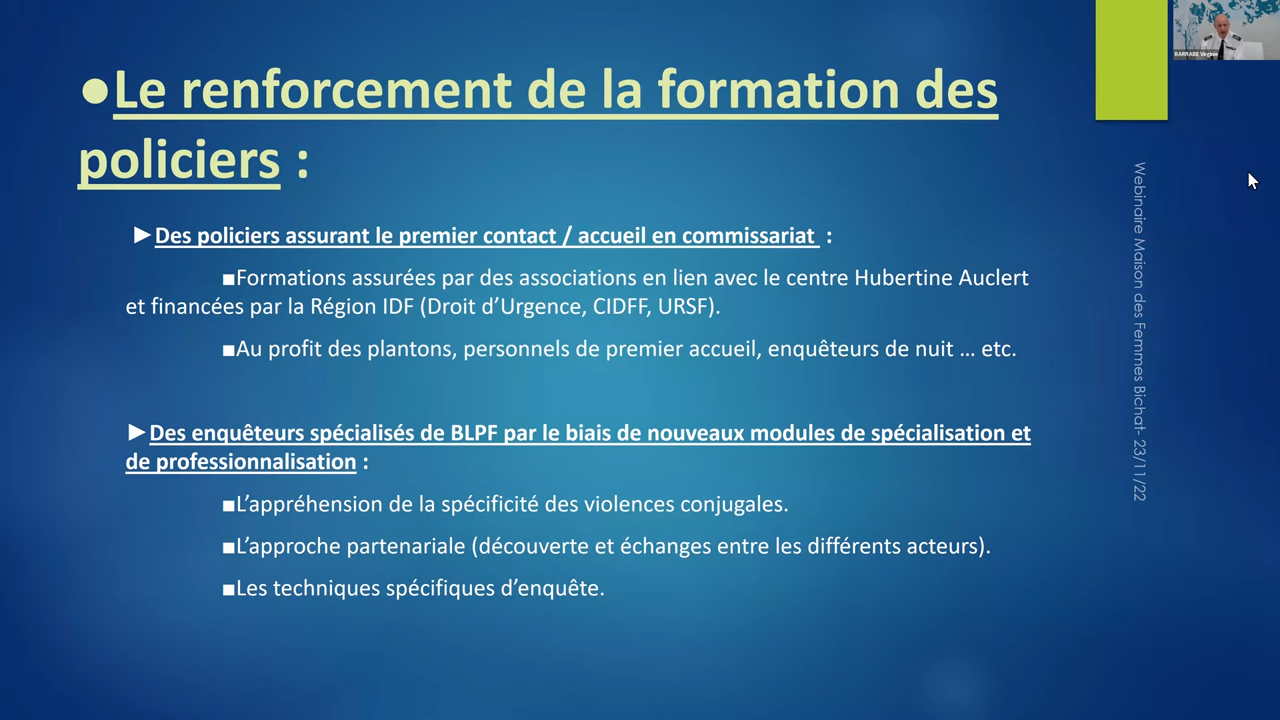 ●Le renforcement de la formation des
policiers :
►Des policiers assurant le premier contact / accueil en commissariat :
■Formations assurées par des associations en lien avec le centre Hubertine Auclert
et financées par la Région IDF (Droit d’Urgence, CIDFF, URSF).
■Au profit des plantons, personnels de premier accueil, enquêteurs de nuit … etc.
►Des enquêteurs spécialisés de BLPF par le biais de nouveaux modules de spécialisation et
de professionnalisation :
■L’appréhension de la spécificité des violences conjugales.
■L’approche partenariale (découverte et échanges entre les différents acteurs).
■Les techniques spécifiques d’enquête.
Webinaire Maison des Femmes Bichat- 23/11/22
BARRABE Virginie